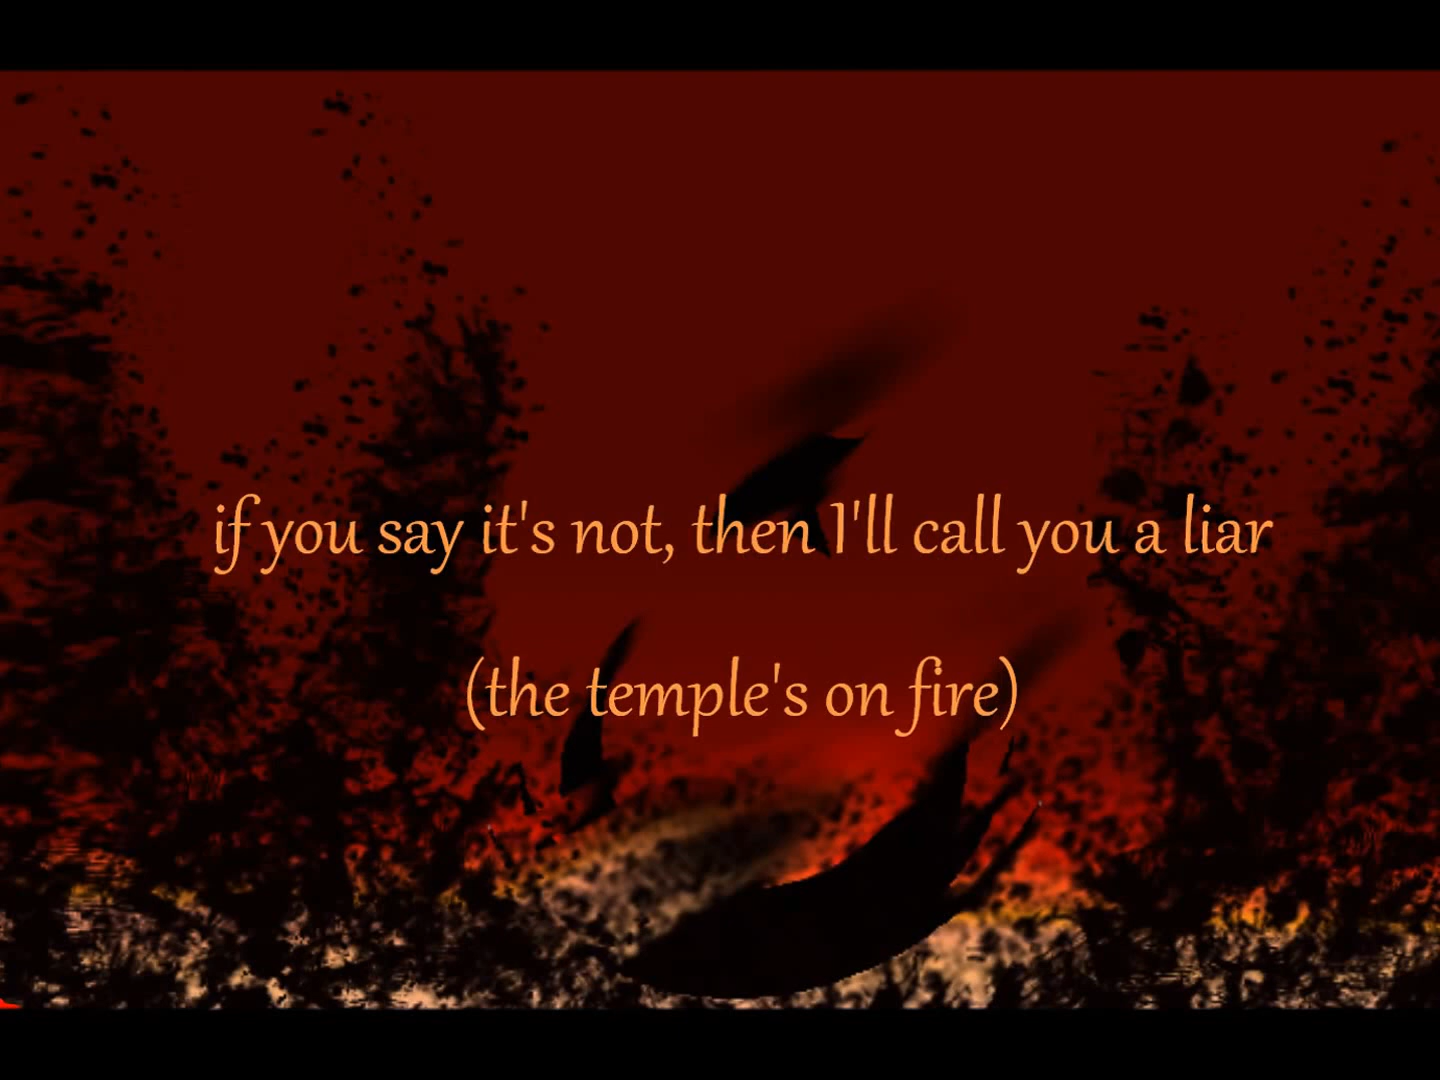 if you say it's not, then I'll call you a liar
(the temple's on fire)